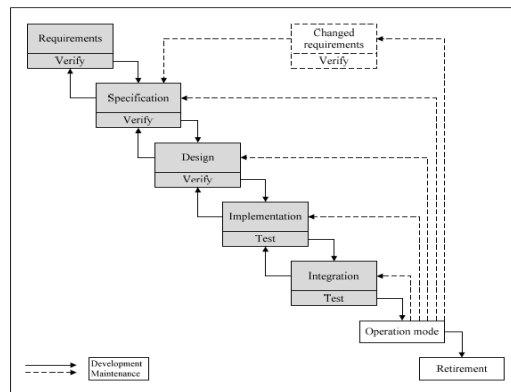 Requirements
Verify
Changed
requirements
Verify
Specification
Verify
Design
Verify
Implementation
Test
Integration
Test
Operation mode
Retirement
Development
Maintenance